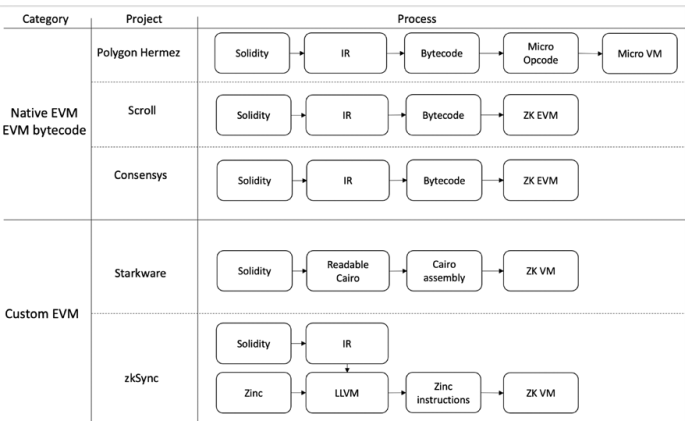 Category Project Process
Polygon Hermez Solidity IR Bytecode Micro Opcode Micro VM
Native EVM
EVM bytecode
Scroll Solidity IR Bytecode ZK EVM
Consensys Solidity IR Bytecode ZK EVM
Custom EVM
Starkware Solidity Readable Cairo Cairo assembly ZK VM
zkSync
Solidity IR
Zinc LLVM Zinc instructions ZK VM